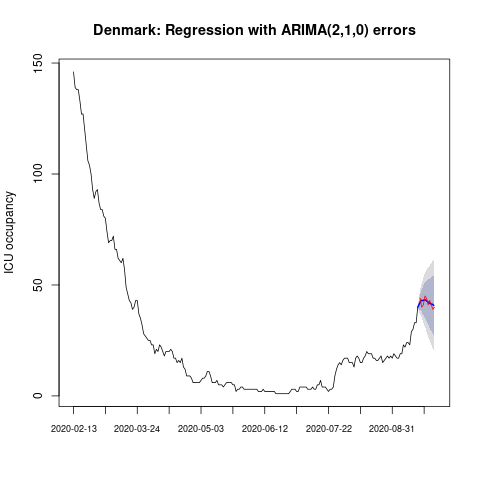 Denmark: Regression with ARIMA(2,1,0) errors
ICU occupancy
150
100
50
0
2020-02-13 2020-03-24 2020-05-03 2020-06-12 2020-07-22 2020-08-31